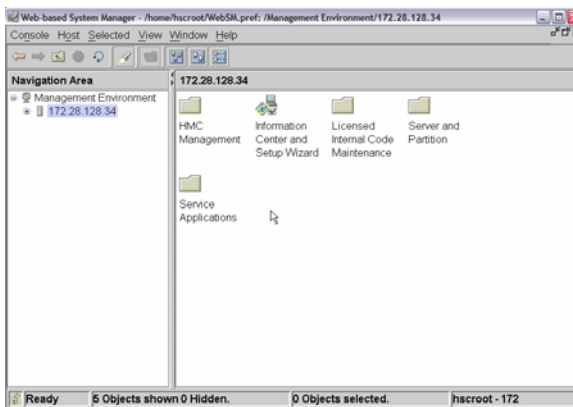 Web-based System Manager - /home/hscroot/WebSM.pref: /Management Environment/172.28.128.34
Console Host Selected View Window Help
Navigation Area
172.28.128.34
Management Environment
172.28.128.34
HMC Management
Information Center and Setup Wizard
Licensed Internal Code Maintenance
Server and Partition
Service Applications
Ready
5 Objects shown 0 Hidden.
0 Objects selected.
hscroot - 172